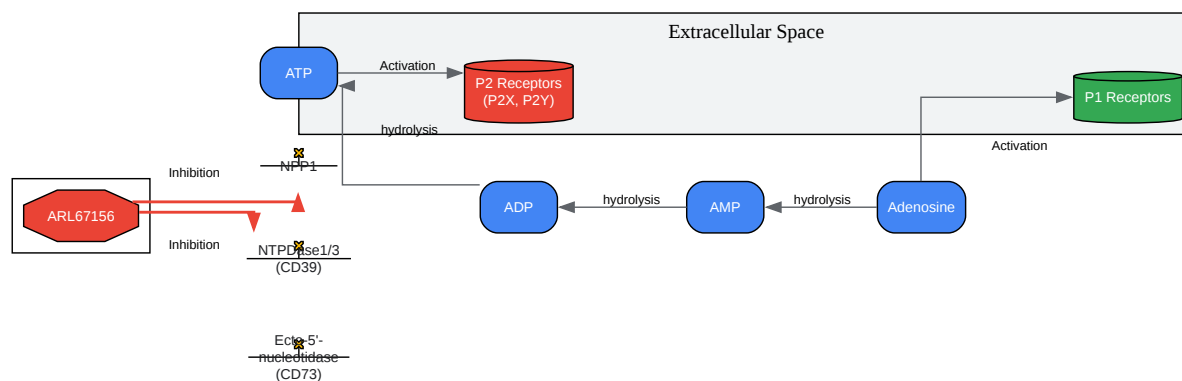 Extracellular Space
ATP
Activation
P2 Receptors
(P2X, P2Y)
P1 Receptors
hydrolysis
Activation
NPP1
Inhibition
ARL67156
ADP
hydrolysis
AMP
hydrolysis
Adenosine
Inhibition
NTPDase1/3
(CD39)
Ecto-5'-
nucleotidase
(CD73)